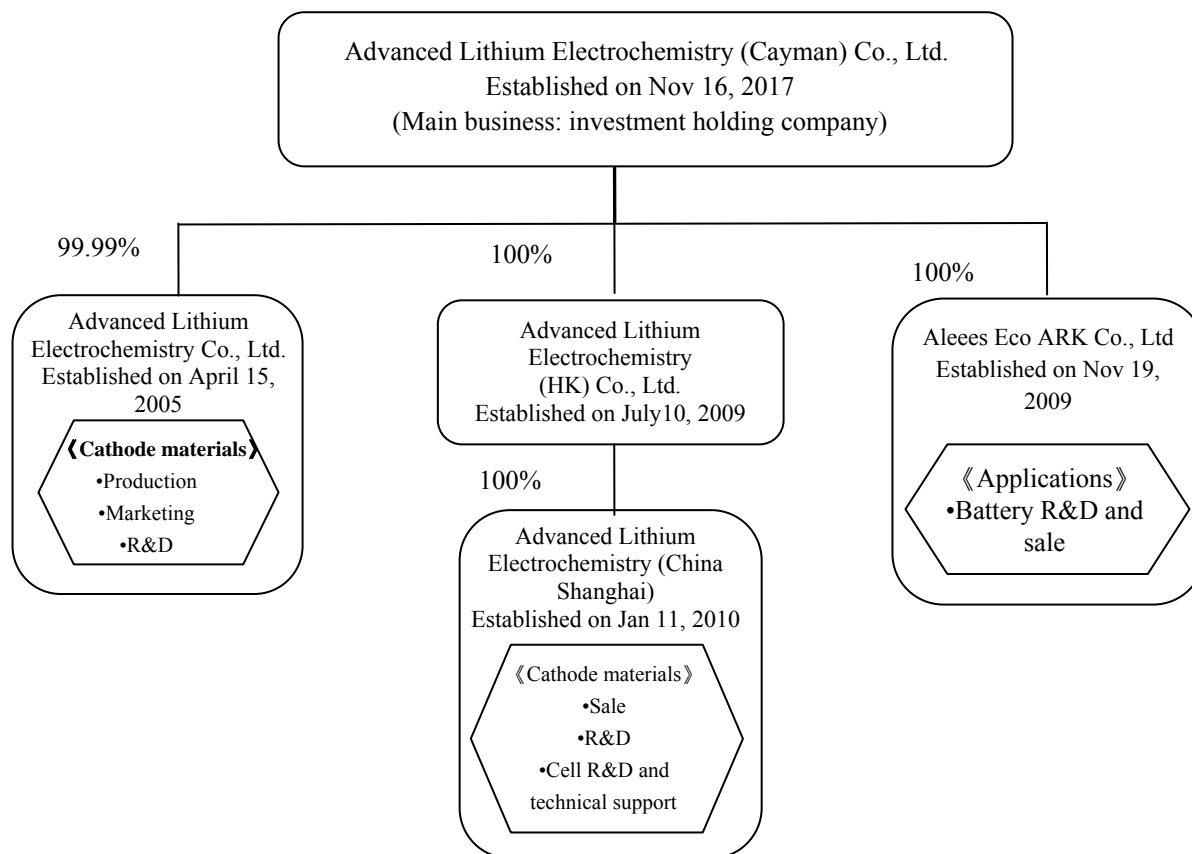 Advanced Lithium Electrochemistry (Cayman) Co., Ltd.
Established on Nov 16, 2017
(Main business: investment holding company)
99.99%
100%
100%
Advanced Lithium
Electrochemistry Co., Ltd.
Established on April 15,
2005
《Cathode materials》
•Production
•Marketing
•R&D
Advanced Lithium
Electrochemistry
(HK) Co., Ltd.
Established on July10, 2009
100%
Advanced Lithium
Electrochemistry (China
Shanghai)
Established on Jan 11, 2010
《Cathode materials》
•Sale
•R&D
•Cell R&D and
technical support
Aleees Eco ARK Co., Ltd
Established on Nov 19,
2009
《Applications》
•Battery R&D and
sale